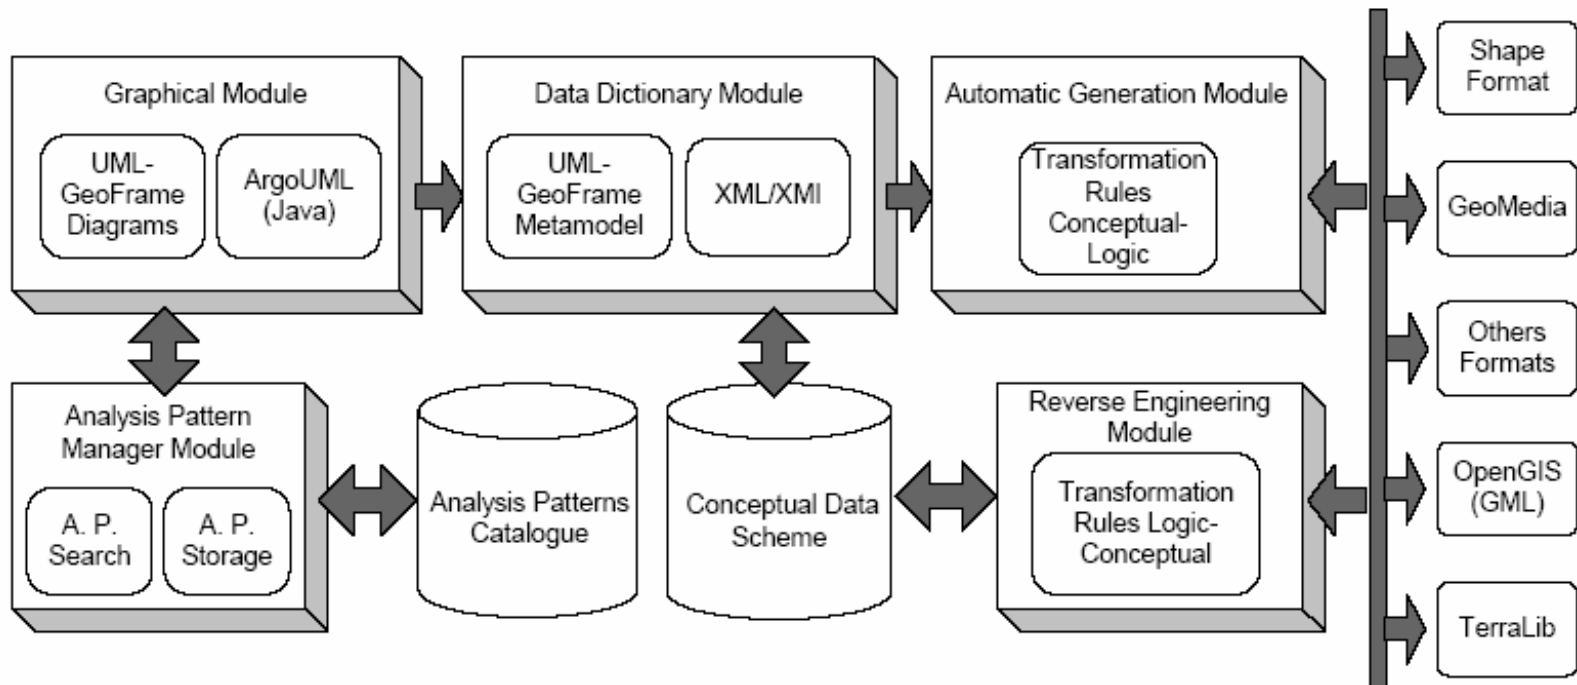 Graphical Module
UML-
GeoFrame
Diagrams
ArgoUML
(Java)
Data Dictionary Module
UML-
GeoFrame
Metamodel
XML/XMI
Automatic Generation Module
Transformation
Rules
Conceptual-
Logic
Analysis Pattern
Manager Module
A. P.
Search
A. P.
Storage
Analysis Patterns
Catalogue
Conceptual Data
Scheme
Reverse Engineering
Module
Transformation
Rules Logic-
Conceptual
Shape
Format
GeoMedia
Others
Formats
OpenGIS
(GML)
TerraLib